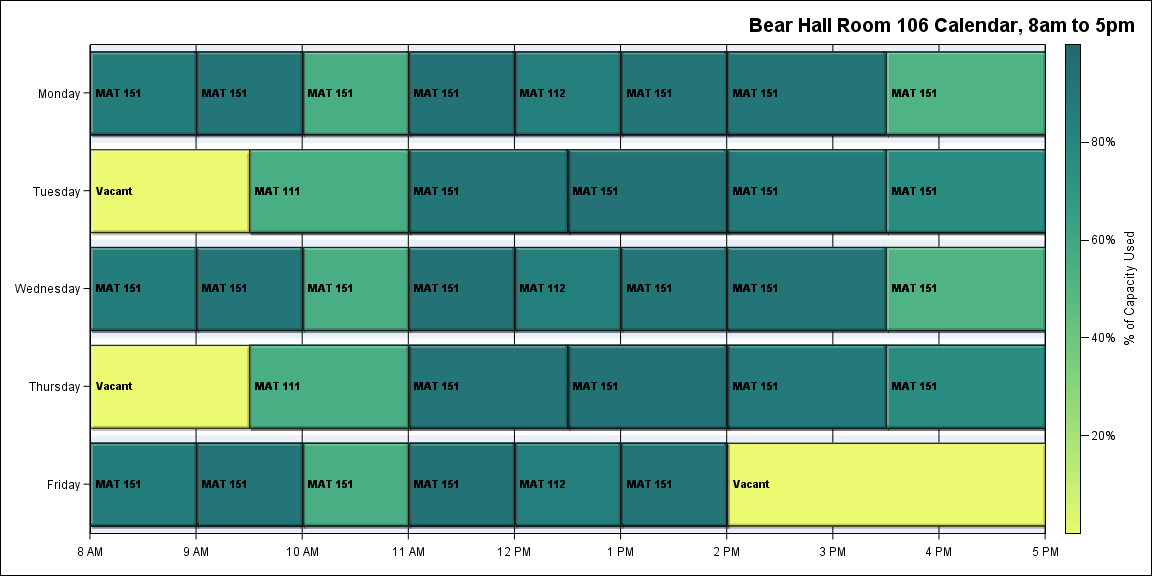 Bear Hall Room 106 Calendar, 8am to 5pm
Monday
MAT 151
MAT 151
MAT 151
MAT 151
MAT 112
MAT 151
MAT 151
MAT 151
Tuesday
Vacant
MAT 111
MAT 151
MAT 151
MAT 151
MAT 151
Wednesday
MAT 151
MAT 151
MAT 151
MAT 151
MAT 112
MAT 151
MAT 151
MAT 151
Thursday
Vacant
MAT 111
MAT 151
MAT 151
MAT 151
MAT 151
Friday
MAT 151
MAT 151
MAT 151
MAT 151
MAT 112
MAT 151
Vacant
8 AM
9 AM
10 AM
11 AM
12 PM
1 PM
2 PM
3 PM
4 PM
5 PM
80%
60%
40%
20%
% of Capacity Used